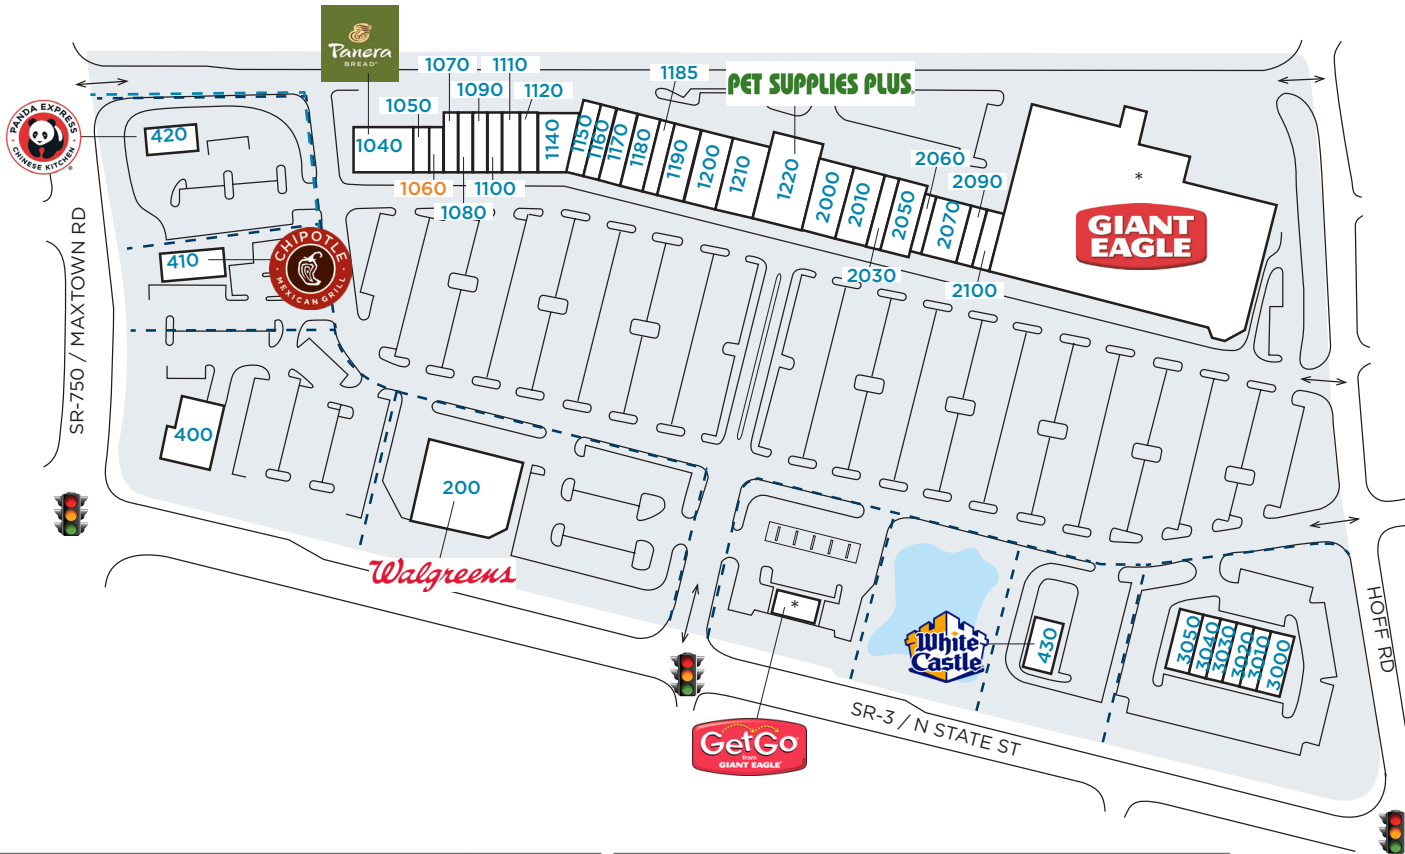 Panera
BREAD®
1070
1110
1185
PET SUPPLIES PLUS.
1090
1120
1050
PANDA EXPRESS
CHINESE KITCHEN
420
1040
1140
1150
1160
1170
1180
1190
1200
1210
1220
2000
2010
2050
2060
2090
2070
1060
1100
1080
2030
2100
*
GIANT
EAGLE
410
CHIPOTLE
MEXICAN GRILL
SR-750 / MAXTOWN RD
400
200
Walgreens
*
White
Castle
430
3050
3040
3030
3020
3010
3000
HOFF RD
SR-3 / N STATE ST
GetGo
from
GIANT EAGLE